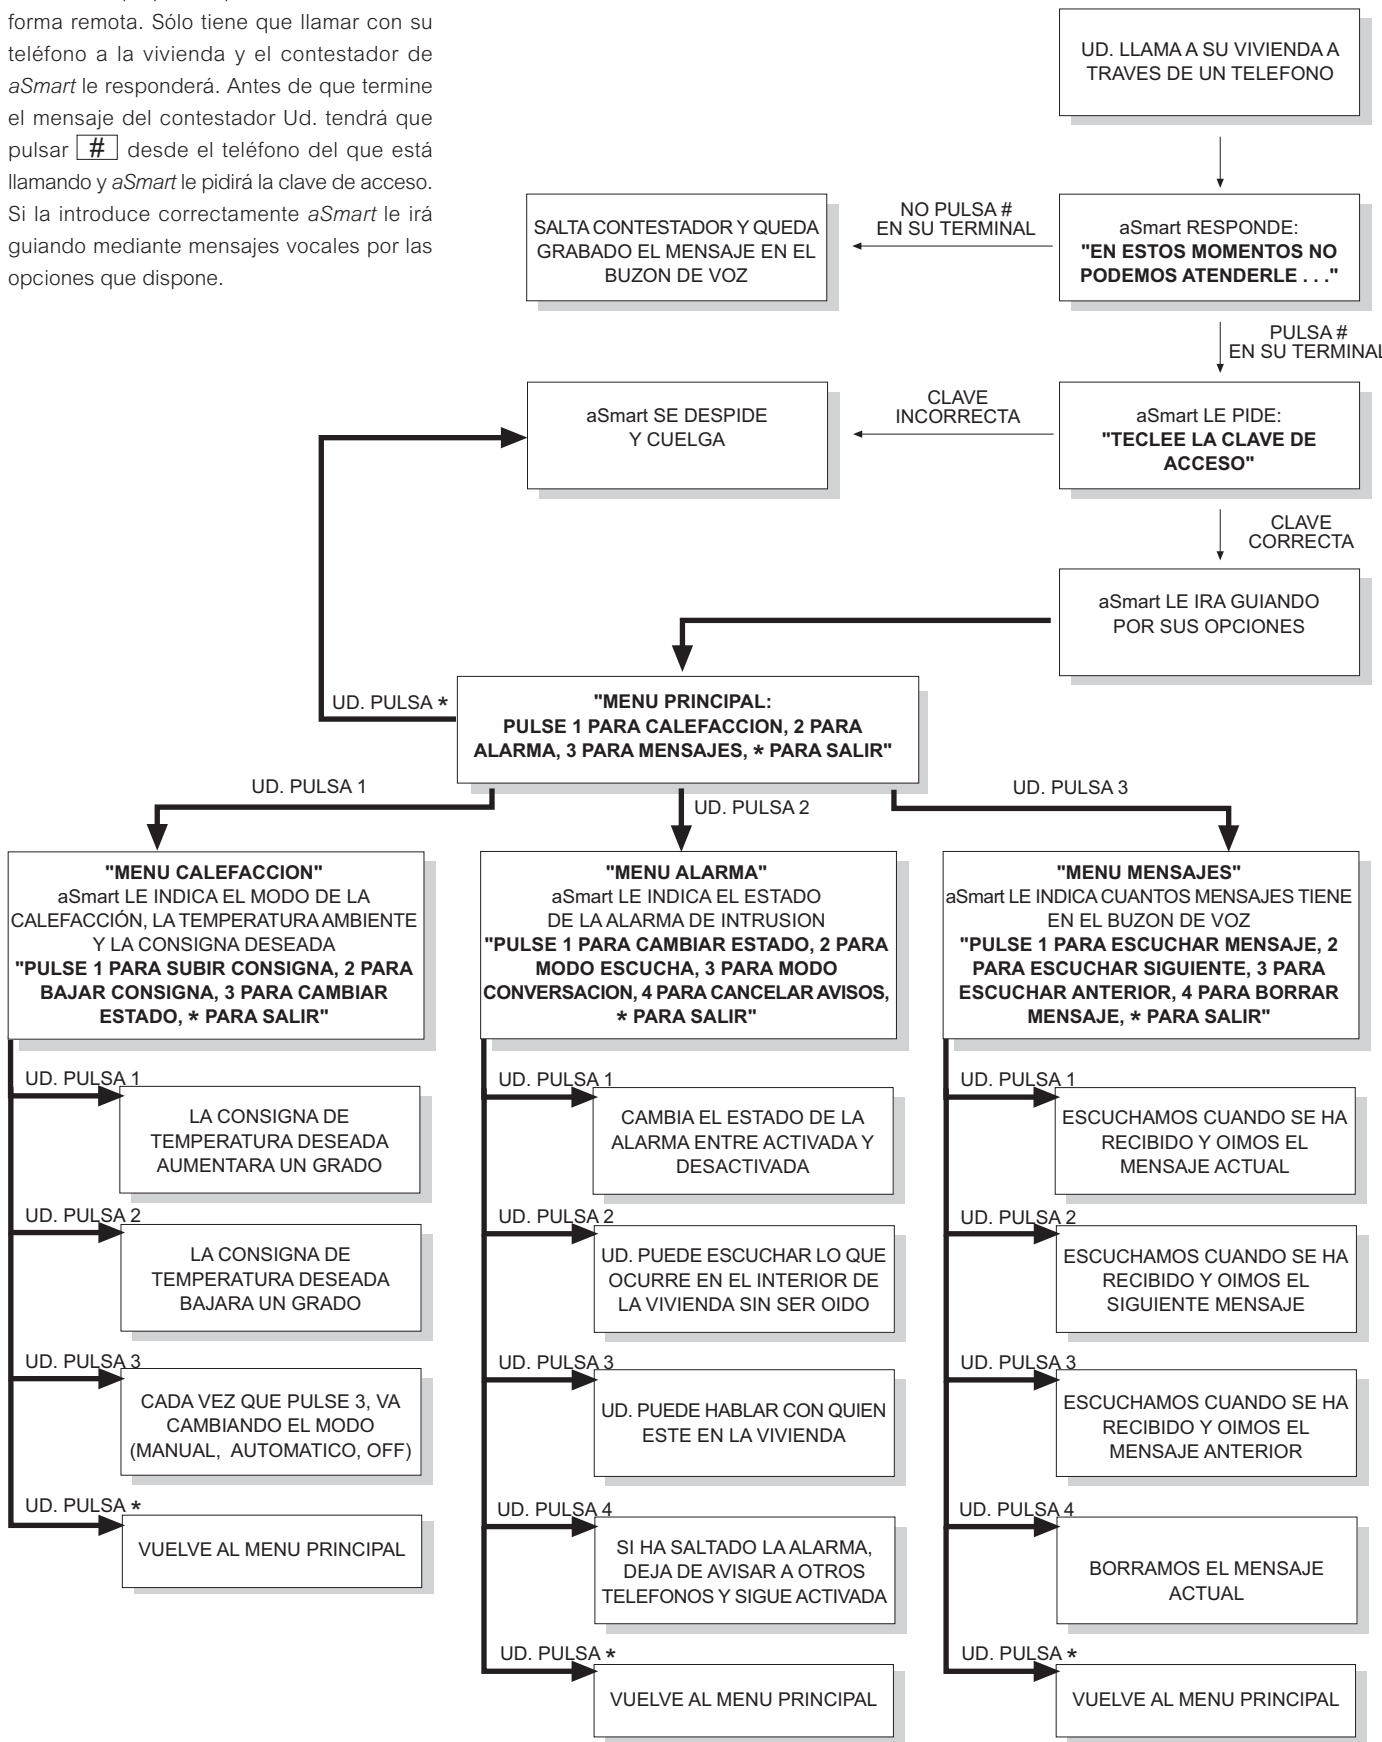 forma remota. Sólo tiene que llamar con su
teléfono a la vivienda y el contestador de
aSmart le responderá. Antes de que termine
el mensaje del contestador Ud. tendrá que
pulsar # desde el teléfono del que está
llamando y aSmart le pidirá la clave de acceso.
Si la introduce correctamente aSmart le irá
guiando mediante mensajes vocales por las
opciones que dispone.
UD. LLAMA A SU VIVIENDA A
TRAVES DE UN TELEFONO
aSmart RESPONDE:
"EN ESTOS MOMENTOS NO
PODEMOS ATENDERLE . . ."
NO PULSA #
EN SU TERMINAL
SALTA CONTESTADOR Y QUEDA
GRABADO EL MENSAJE EN EL
BUZON DE VOZ
PULSA #
EN SU TERMINAL
aSmart LE PIDE:
"TECLEE LA CLAVE DE
ACCESO"
CLAVE
INCORRECTA
aSmart SE DESPIDE
Y CUELGA
CLAVE
CORRECTA
aSmart LE IRA GUIANDO
POR SUS OPCIONES
UD. PULSA *
"MENU PRINCIPAL:
PULSE 1 PARA CALEFACCION, 2 PARA
ALARMA, 3 PARA MENSAJES, * PARA SALIR"
UD. PULSA 1
UD. PULSA 2
UD. PULSA 3
"MENU CALEFACCION"
aSmart LE INDICA EL MODO DE LA
CALEFACCIÓN, LA TEMPERATURA AMBIENTE
Y LA CONSIGNA DESEADA
"PULSE 1 PARA SUBIR CONSIGNA, 2 PARA
BAJAR CONSIGNA, 3 PARA CAMBIAR
ESTADO, * PARA SALIR"
UD. PULSA 1
LA CONSIGNA DE
TEMPERATURA DESEADA
AUMENTARA UN GRADO
UD. PULSA 2
LA CONSIGNA DE
TEMPERATURA DESEADA
BAJARA UN GRADO
UD. PULSA 3
CADA VEZ QUE PULSE 3, VA
CAMBIANDO EL MODO
(MANUAL, AUTOMATICO, OFF)
UD. PULSA *
VUELVE AL MENU PRINCIPAL
"MENU ALARMA"
aSmart LE INDICA EL ESTADO
DE LA ALARMA DE INTRUSION
"PULSE 1 PARA CAMBIAR ESTADO, 2 PARA
MODO ESCUCHA, 3 PARA MODO
CONVERSACION, 4 PARA CANCELAR AVISOS,
* PARA SALIR"
UD. PULSA 1
CAMBIA EL ESTADO DE LA
ALARMA ENTRE ACTIVADA Y
DESACTIVADA
UD. PULSA 2
UD. PUEDE ESCUCHAR LO QUE
OCURRE EN EL INTERIOR DE
LA VIVIENDA SIN SER OIDO
UD. PULSA 3
UD. PUEDE HABLAR CON QUIEN
ESTE EN LA VIVIENDA
UD. PULSA 4
SI HA SALTADO LA ALARMA,
DEJA DE AVISAR A OTROS
TELEFONOS Y SIGUE ACTIVADA
UD. PULSA *
VUELVE AL MENU PRINCIPAL
"MENU MENSAJES"
aSmart LE INDICA CUANTOS MENSAJES TIENE
EN EL BUZON DE VOZ
"PULSE 1 PARA ESCUCHAR MENSAJE, 2
PARA ESCUCHAR SIGUIENTE, 3 PARA
ESCUCHAR ANTERIOR, 4 PARA BORRAR
MENSAJE, * PARA SALIR"
UD. PULSA 1
ESCUCHAMOS CUANDO SE HA
RECIBIDO Y OIMOS EL
MENSAJE ACTUAL
UD. PULSA 2
ESCUCHAMOS CUANDO SE HA
RECIBIDO Y OIMOS EL
SIGUIENTE MENSAJE
UD. PULSA 3
ESCUCHAMOS CUANDO SE HA
RECIBIDO Y OIMOS EL
MENSAJE ANTERIOR
UD. PULSA 4
BORRAMOS EL MENSAJE
ACTUAL
UD. PULSA *
VUELVE AL MENU PRINCIPAL